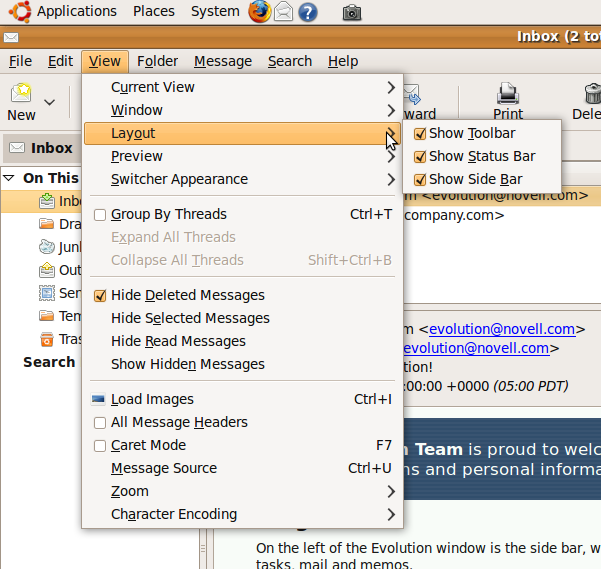 Applications Places System
Inbox (2 tot
File Edit View Folder Message Search Help
New
ward
Print
Dele
Inbox
On This
Inbo
Dra
Junk
Out
Sen
Tem
Tras
Search
Current View
Window
Layout
Preview
Switcher Appearance
Group By Threads Ctrl+T
Expand All Threads
Collapse All Threads Shift+Ctrl+B
Hide Deleted Messages
Hide Selected Messages
Hide Read Messages
Show Hidden Messages
Load Images Ctrl+I
All Message Headers
Caret Mode F7
Message Source Ctrl+U
Zoom
Character Encoding
Show Toolbar
Show Status Bar
Show Side Bar
m <evolution@novell.com>
company.com>
m <evolution@novell.com>
evolution@novell.com>
tion!
:00:00 +0000 (05:00 PDT)
n Team is proud to welc
ns and personal informa
On the left of the Evolution window is the side bar, w
tasks, mail and memos.